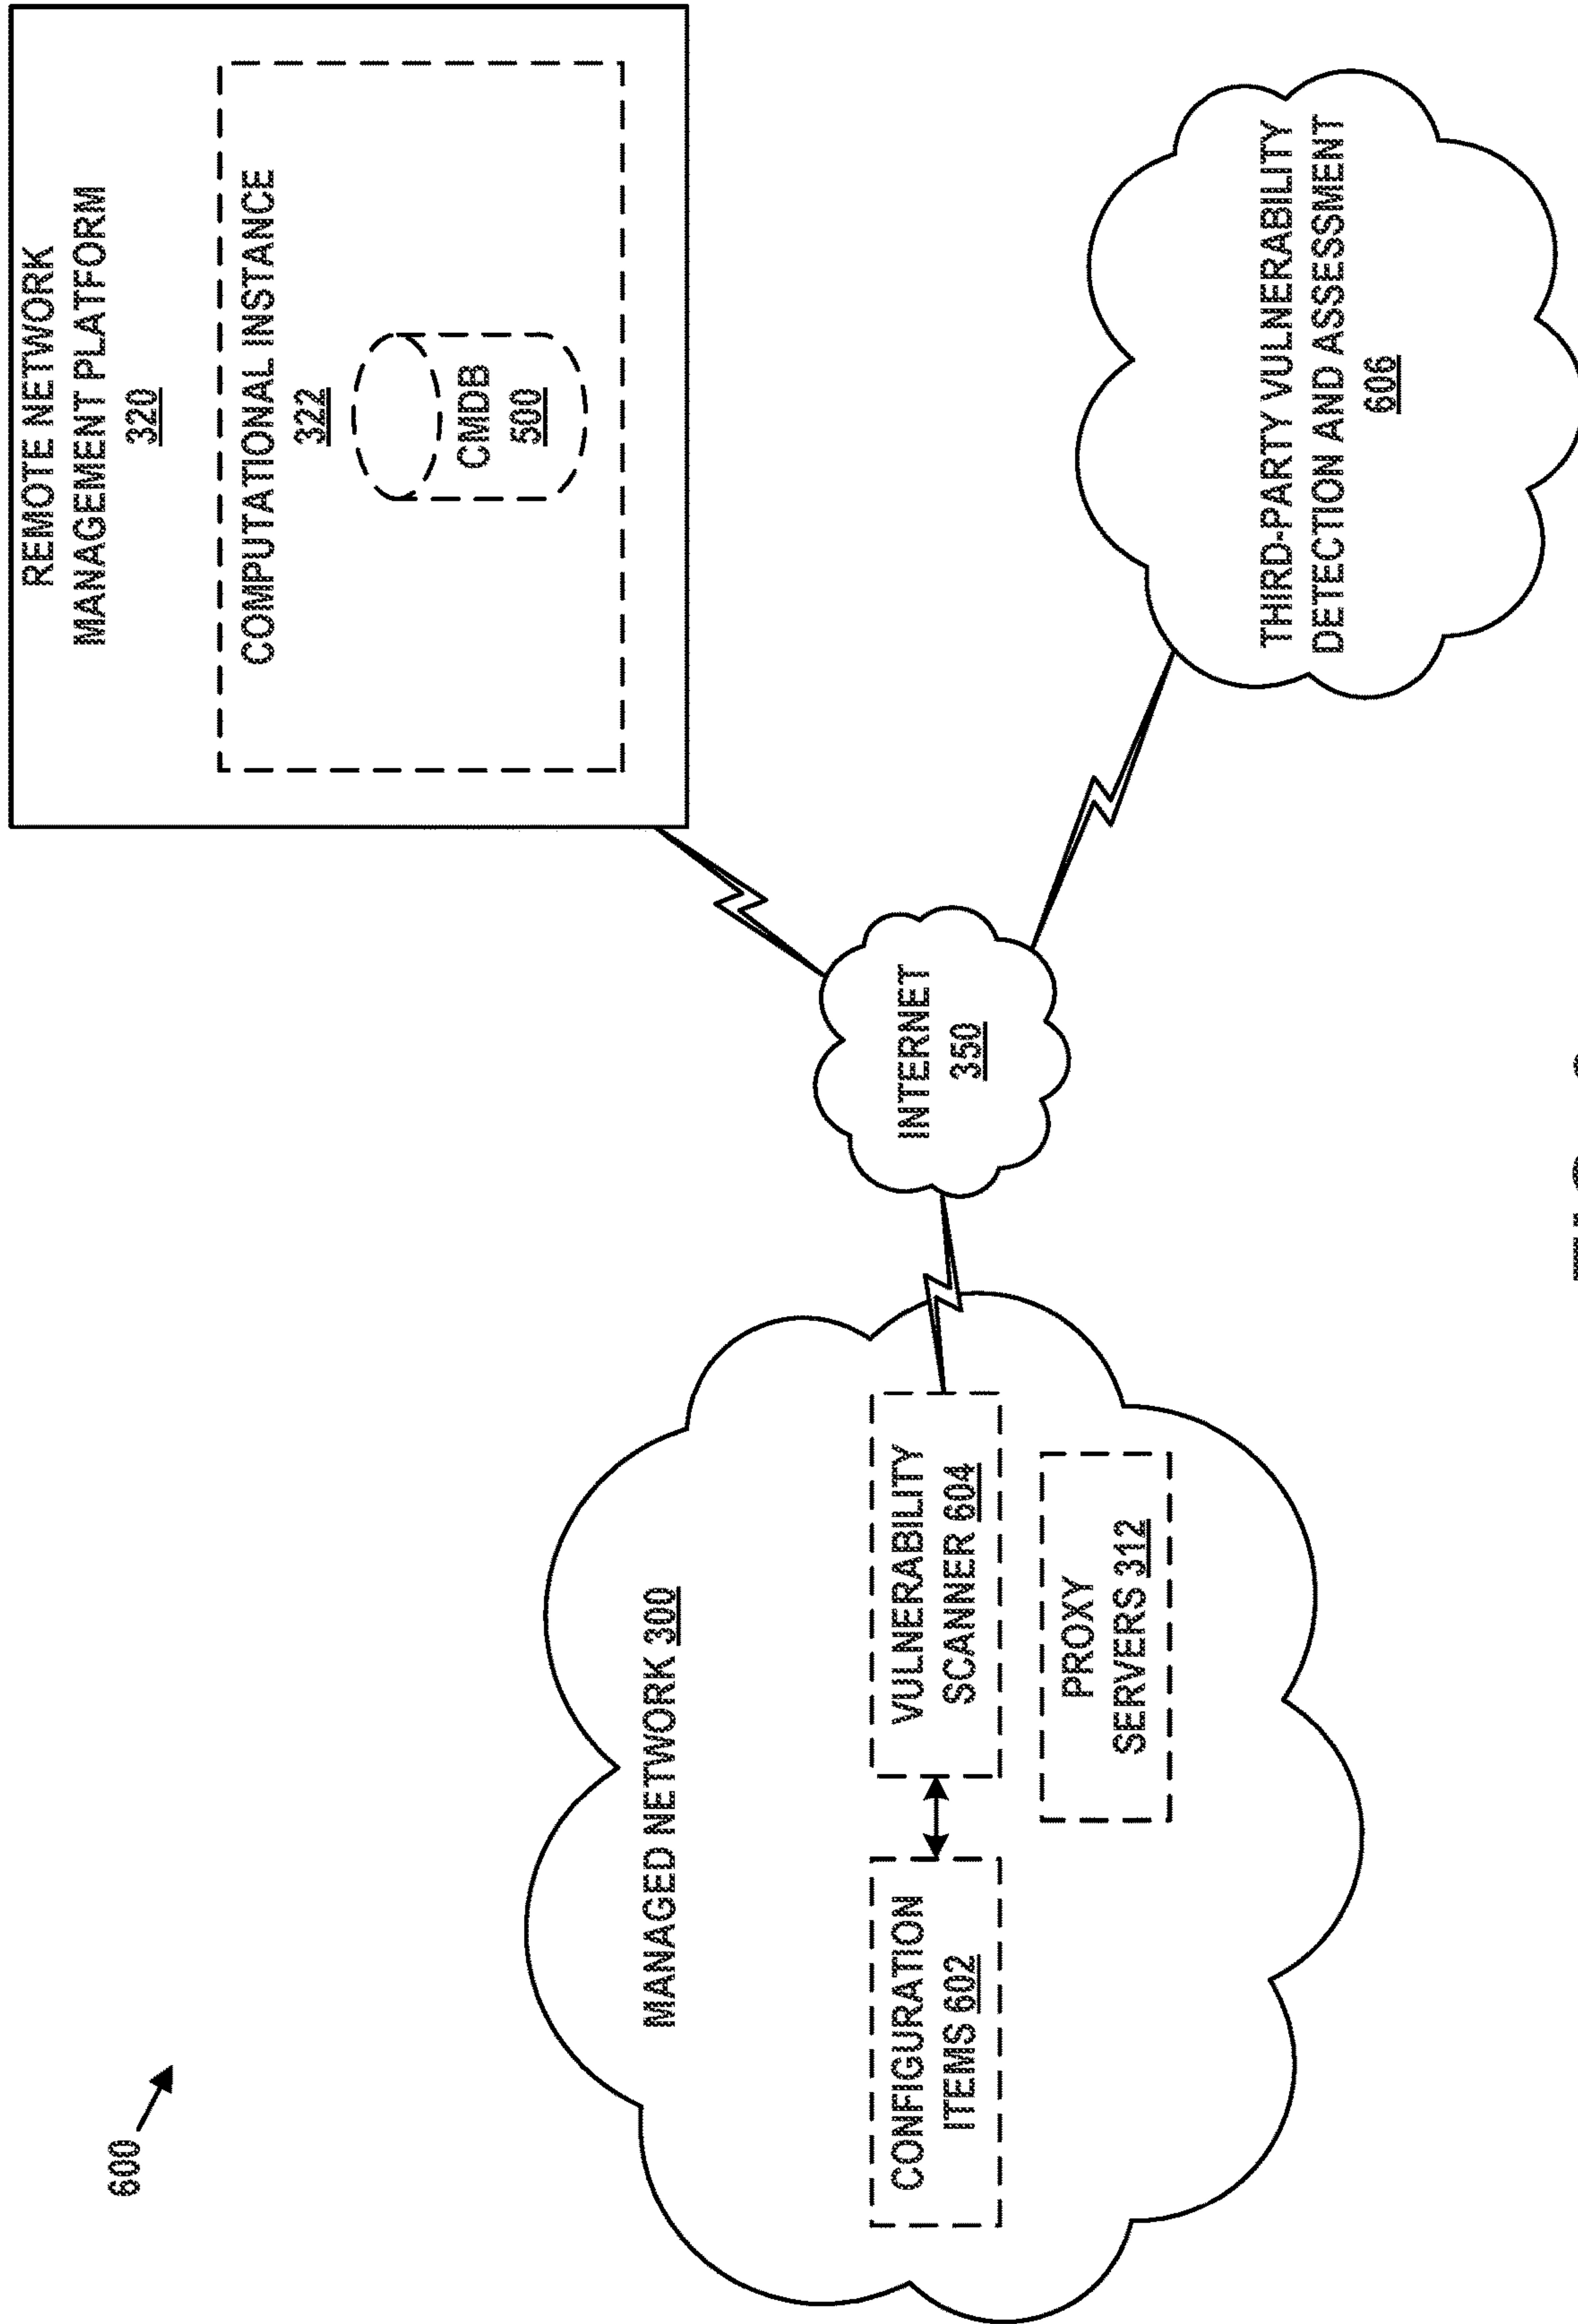 600
MANAGED NETWORK 300
CONFIGURATION
ITEMS 602
VULNERABILITY
SCANNER 604
PROXY
SERVERS 312
INTERNET
350
REMOTE NETWORK
MANAGEMENT PLATFORM
320
COMPUTATIONAL INSTANCE
322
CMDB
500
THIRD-PARTY VULNERABILITY
DETECTION AND ASSESSMENT
606